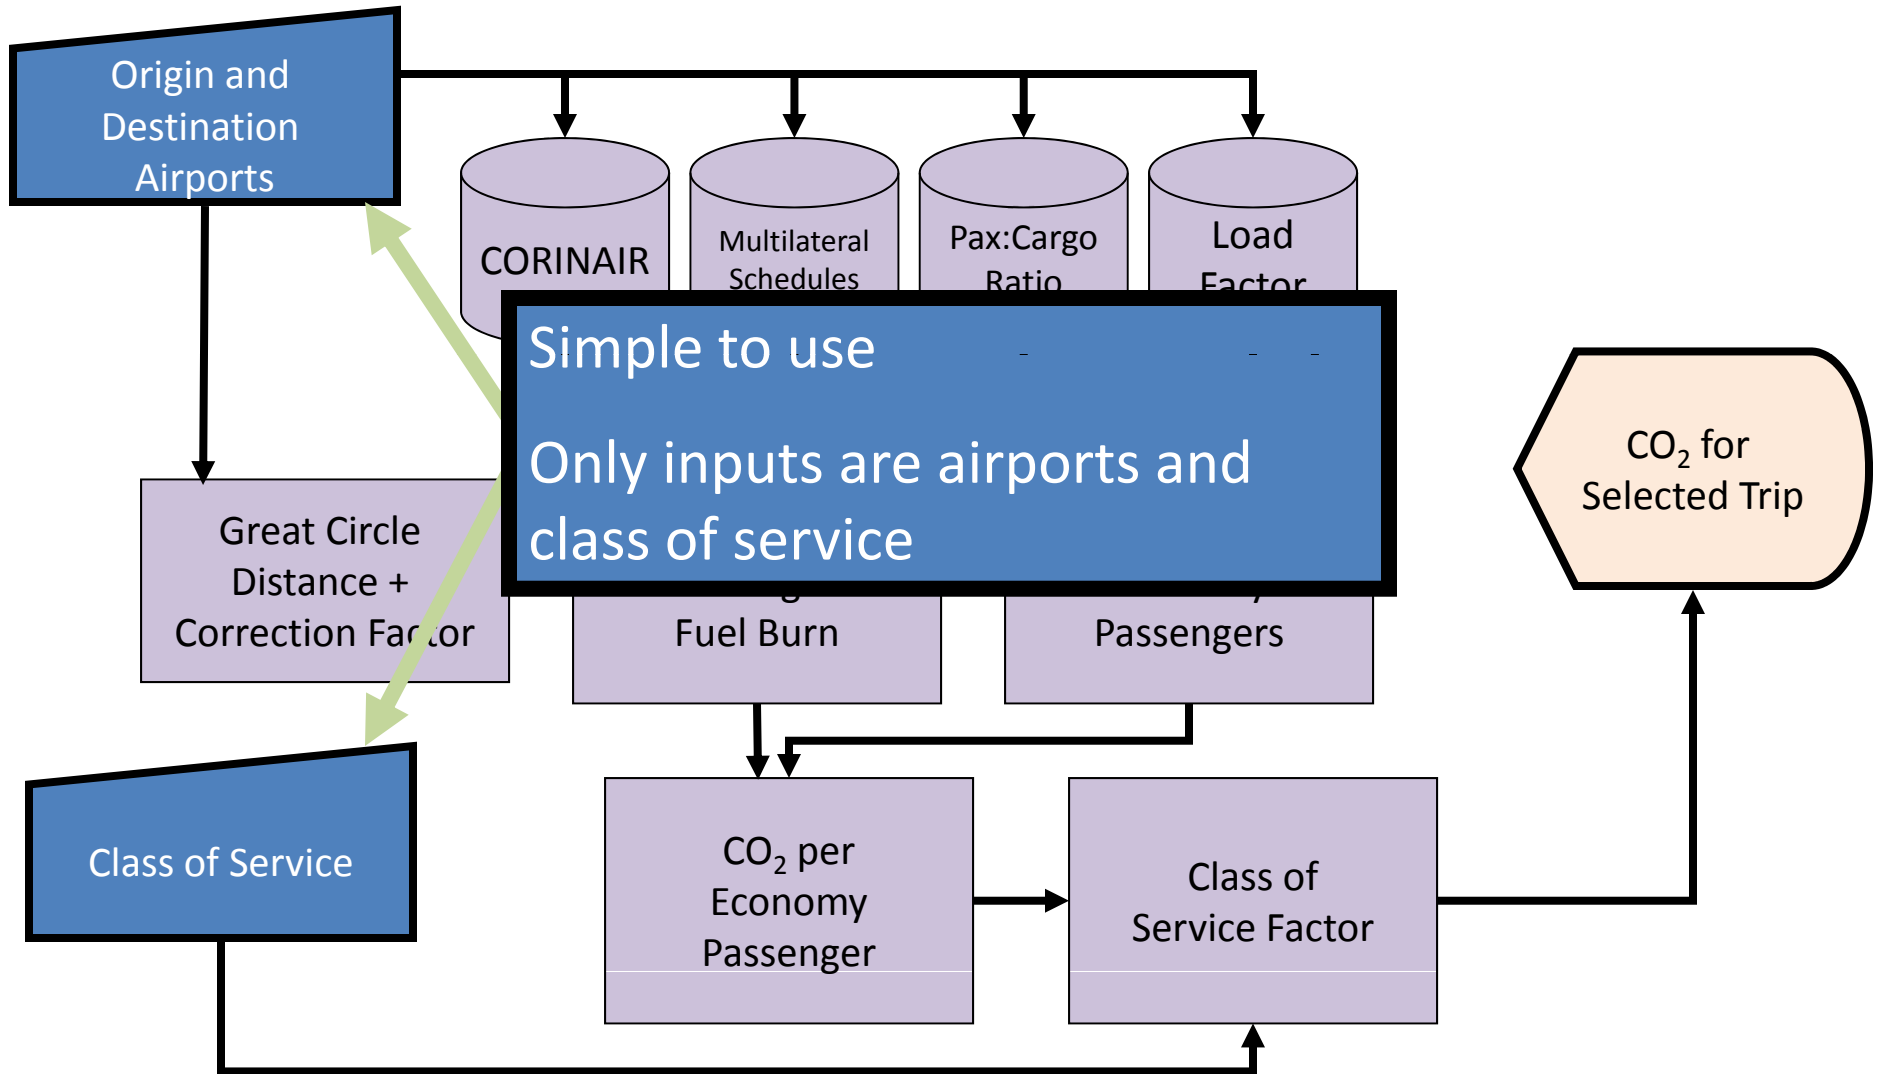 Origin and
Destination
Airports
CORINAIR
Multilateral
Schedules
Pax:Cargo
Ratio
Load
Factor
Simple to use
Only inputs are airports and
class of service
CO₂ for
Selected Trip
Great Circle
Distance +
Correction Factor
Fuel Burn
Passengers
Class of Service
CO₂ per
Economy
Passenger
Class of
Service Factor